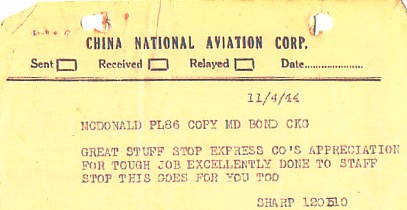 CHINA NATIONAL AVIATION CORP.
Sent Received Relayed Date....................
11/4/44
MCDONALD PL86 COPY MD BOND CKG
GREAT STUFF STOP EXPRESS CO'S APPRECIATION
FOR TOUGH JOB EXCELLENTLY DONE TO STAFF
STOP THIS GOES FOR YOU TOO
SHARP